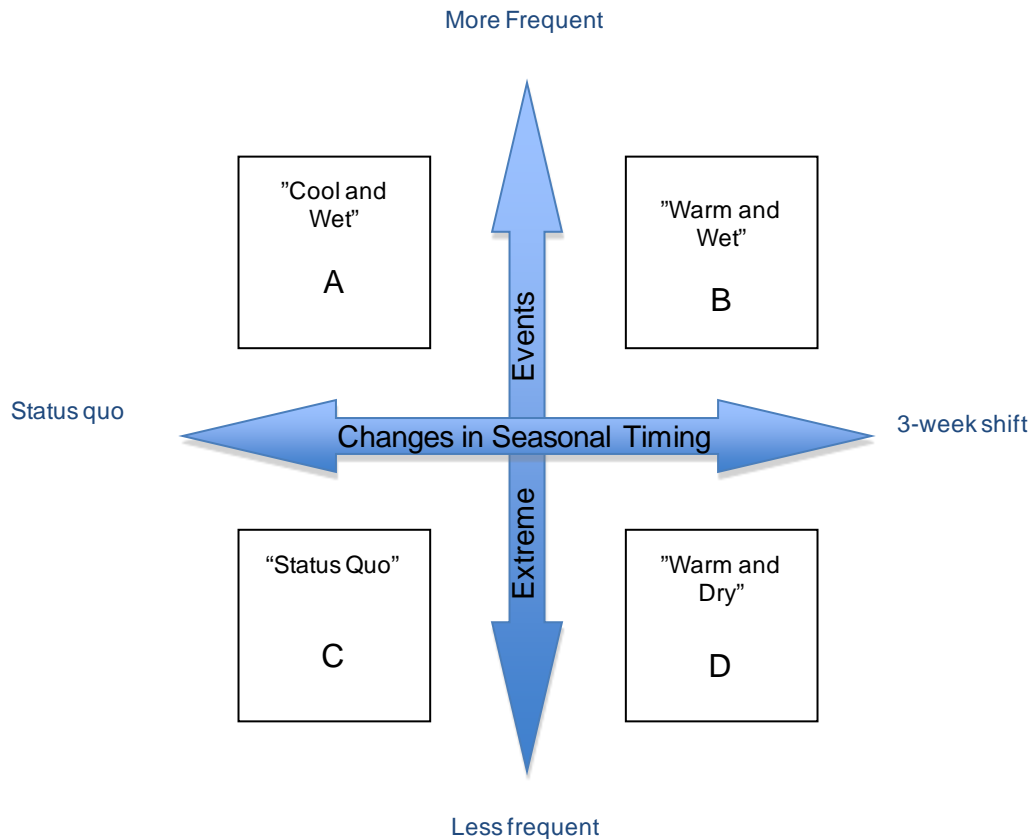 More Frequent
”Cool and
Wet”
A
”Warm and
Wet”
B
Events
Status quo
Changes in Seasonal Timing
3-week shift
Extreme
“Status Quo”
C
”Warm and
Dry”
D
Less frequent